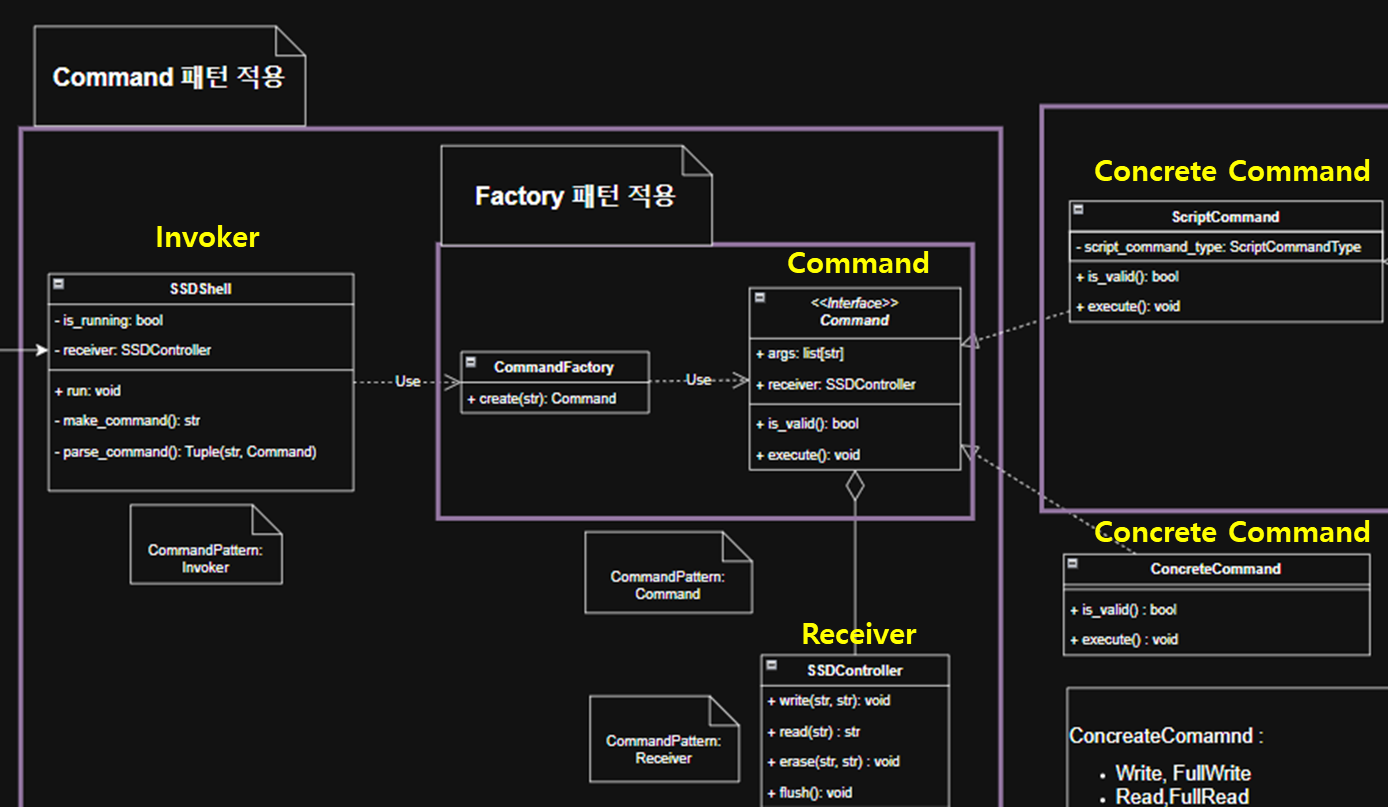 Command 패턴 적용
Factory 패턴 적용
Invoker
SSDShell
- is_running: bool
- receiver: SSDController
+ run: void
- make_command(): str
- parse_command(): Tuple(str, Command)
CommandPattern:
Invoker
Use
CommandFactory
+ create(str): Command
Use
Command
<<Interface>>
Command
+ args: list[str]
+ receiver: SSDController
+ is_valid(): bool
+ execute(): void
CommandPattern:
Command
Receiver
SSDController
+ write(str, str): void
+ read(str) : str
+ erase(str, str) : void
+ flush(): void
CommandPattern:
Receiver
Concrete Command
ScriptCommand
- script_command_type: ScriptCommandType
+ is_valid(): bool
+ execute(): void
Concrete Command
ConcreteCommand
+ is_valid() : bool
+ execute() : void
ConcreateComamnd :
• Write, FullWrite
• Read,FullRead